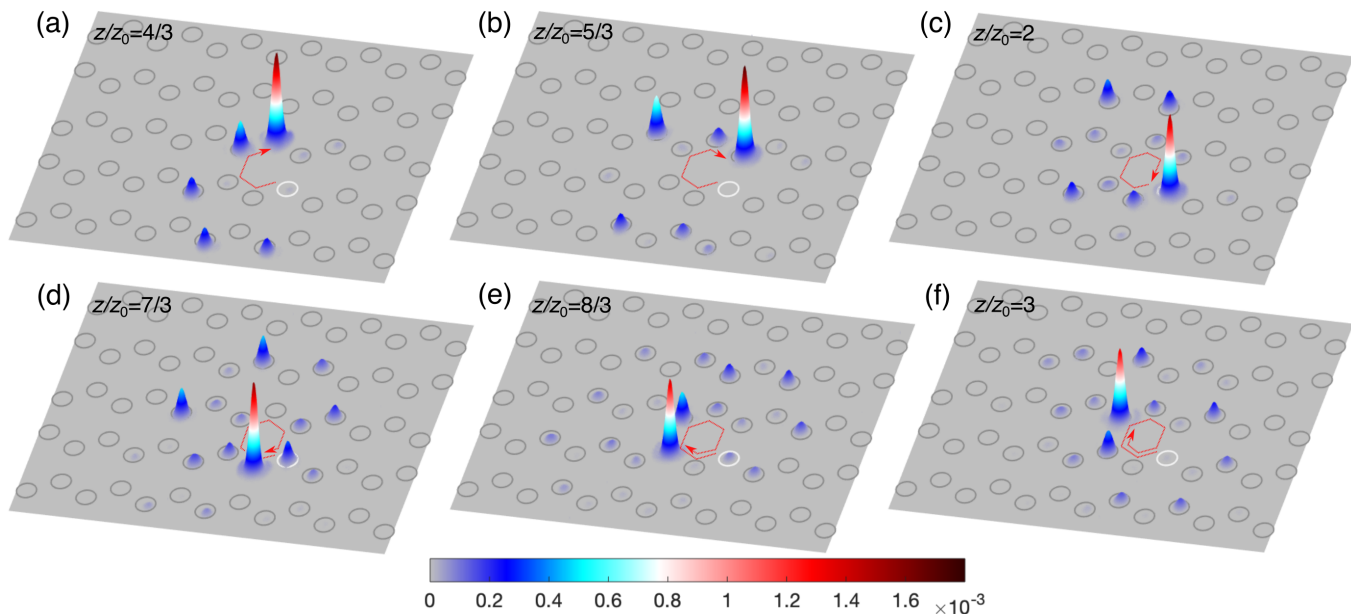 (a) z/z₀=4/3
(b) z/z₀=5/3
(c) z/z₀=2
(d) z/z₀=7/3
(e) z/z₀=8/3
(f) z/z₀=3
0 0.2 0.4 0.6 0.8 1 1.2 1.4 1.6 ×10⁻³